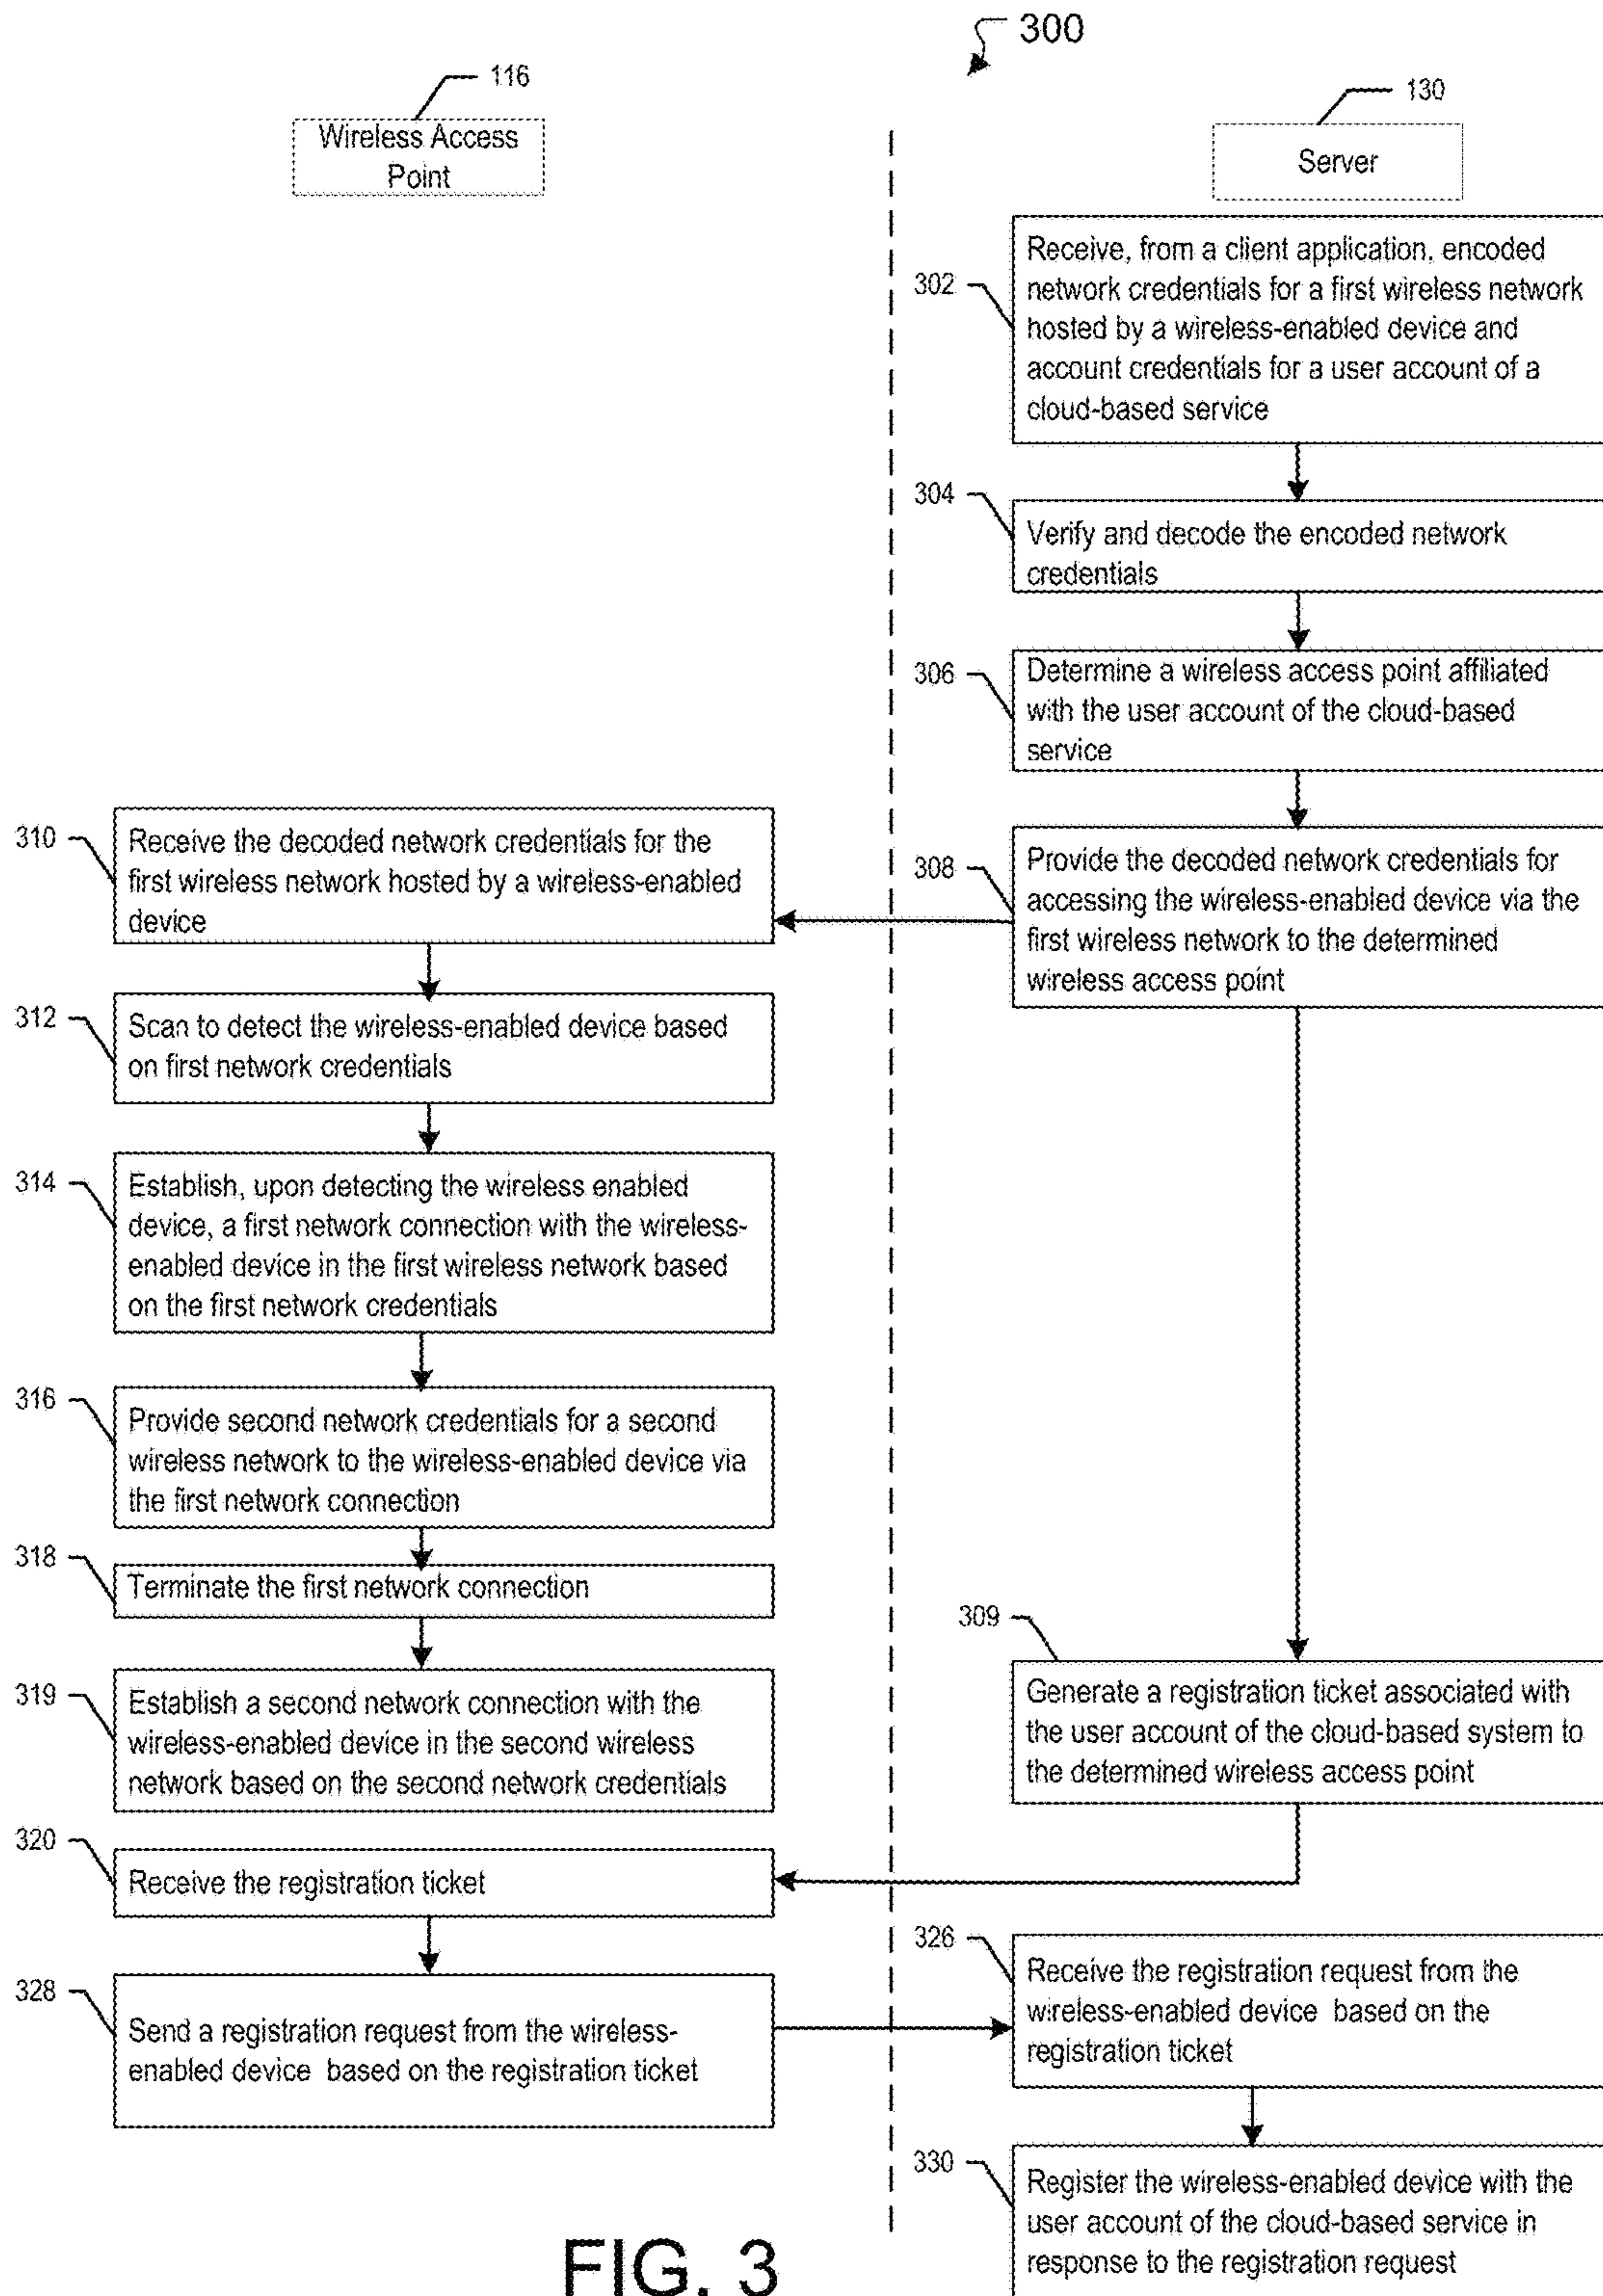 300
116
Wireless Access
Point
130
Server
302
Receive, from a client application, encoded
network credentials for a first wireless network
hosted by a wireless-enabled device and
account credentials for a user account of a
cloud-based service
304
Verify and decode the encoded network
credentials
306
Determine a wireless access point affiliated
with the user account of the cloud-based
service
308
Provide the decoded network credentials for
accessing the wireless-enabled device via the
first wireless network to the determined
wireless access point
310
Receive the decoded network credentials for the
first wireless network hosted by a wireless-enabled
device
312
Scan to detect the wireless-enabled device based
on first network credentials
314
Establish, upon detecting the wireless enabled
device, a first network connection with the wireless-
enabled device in the first wireless network based
on the first network credentials
316
Provide second network credentials for a second
wireless network to the wireless-enabled device via
the first network connection
318
Terminate the first network connection
319
Establish a second network connection with the
wireless-enabled device in the second wireless
network based on the second network credentials
309
Generate a registration ticket associated with
the user account of the cloud-based system to
the determined wireless access point
320
Receive the registration ticket
328
Send a registration request from the wireless-
enabled device based on the registration ticket
326
Receive the registration request from the
wireless-enabled device based on the
registration ticket
330
Register the wireless-enabled device with the
user account of the cloud-based service in
response to the registration request
FIG. 3